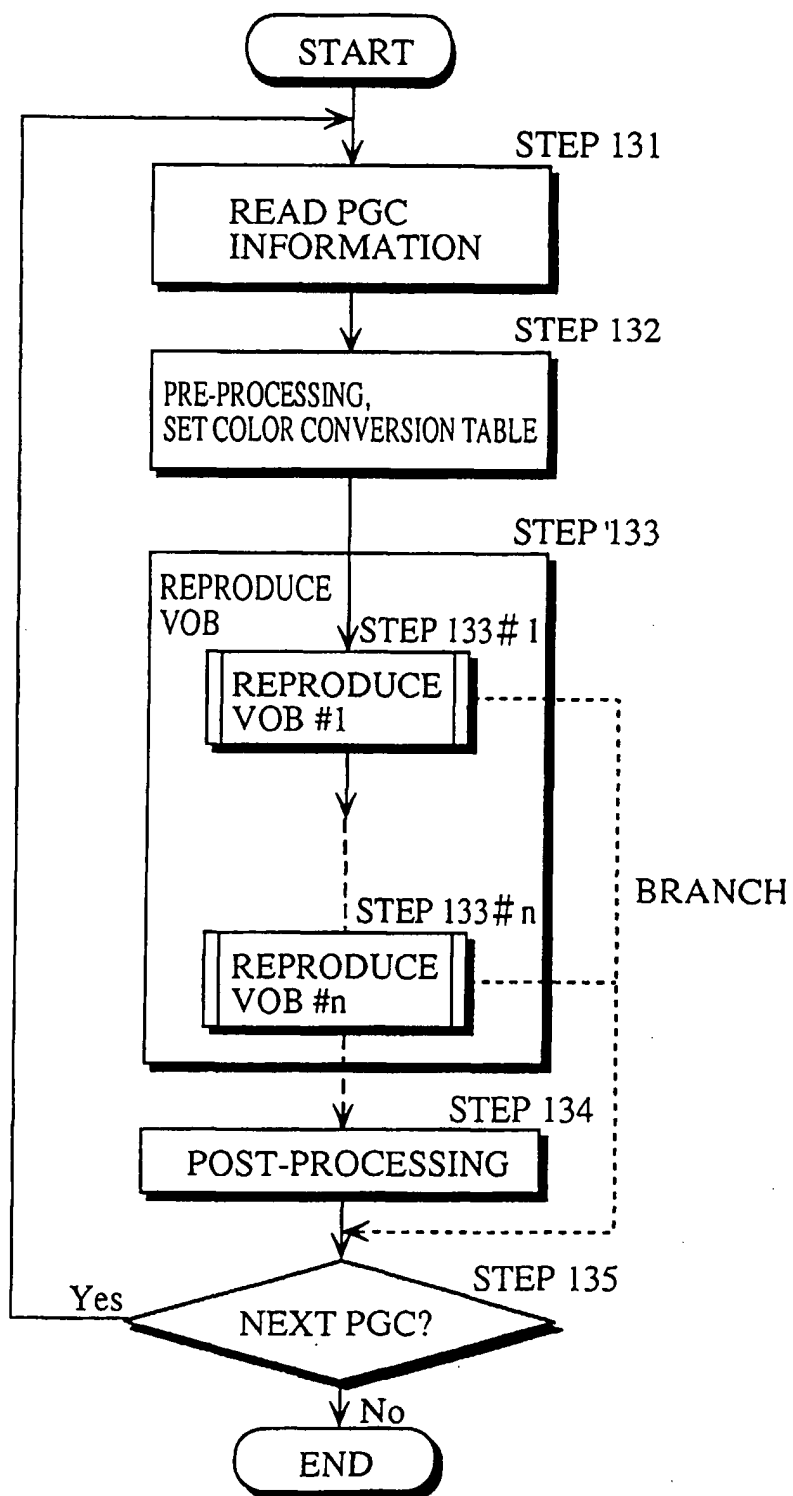 START
STEP 131
READ PGC
INFORMATION
STEP 132
PRE-PROCESSING,
SET COLOR CONVERSION TABLE
STEP 133
REPRODUCE
VOB
STEP 133#1
REPRODUCE
VOB #1
BRANCH
STEP 133#n
REPRODUCE
VOB #n
STEP 134
POST-PROCESSING
STEP 135
Yes
NEXT PGC?
No
END